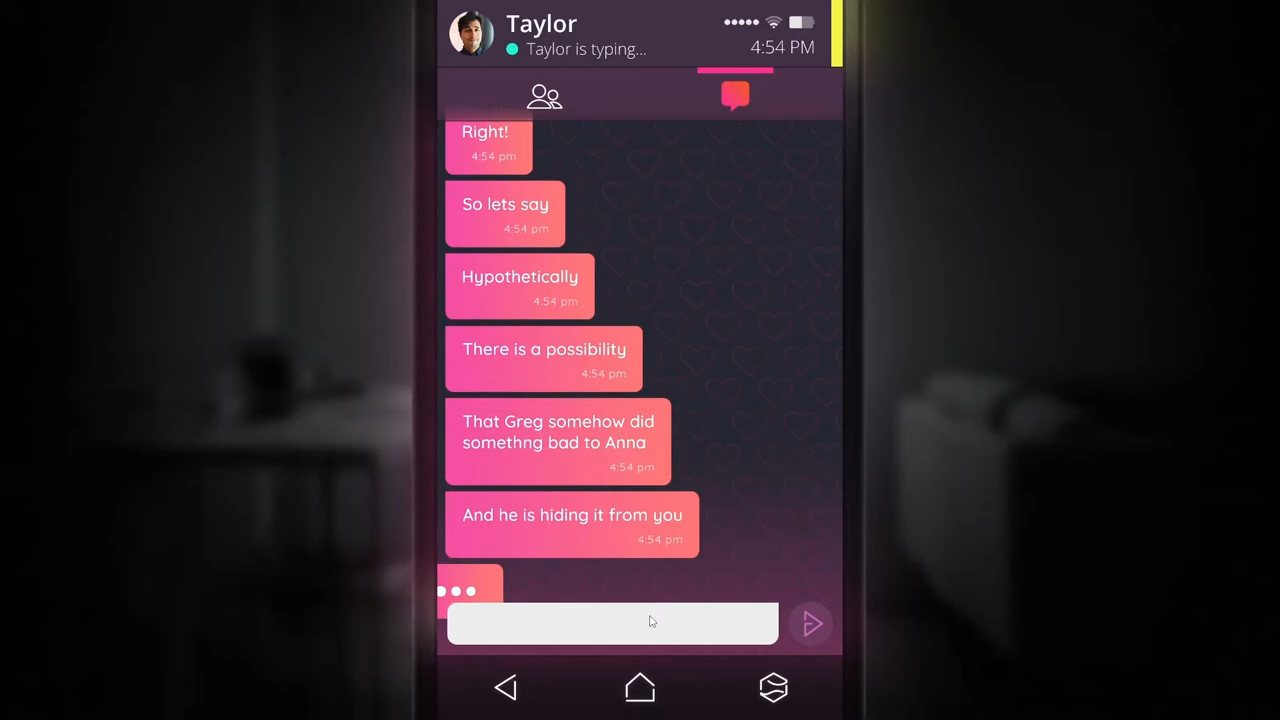 Taylor
Taylor is typing...
4:54 PM
Right!
4:54 pm
So lets say
4:54 pm
Hypothetically
4:54 pm
There is a possibility
4:54 pm
That Greg somehow did
somethng bad to Anna
4:54 pm
And he is hiding it from you
4:54 pm